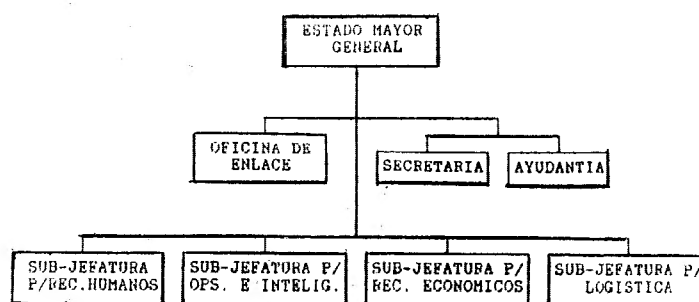 ESTADO MAYOR
GENERAL
OFICINA DE
ENLACE
SECRETARIA
AYUDANTIA
SUB-JEFATURA
P/REC.HUMANOS
SUB-JEFATURA P/
OPS. E INTELIG.
SUB-JEFATURA P/
REC. ECONOMICOS
SUB-JEFATURA P/
LOGISTICA